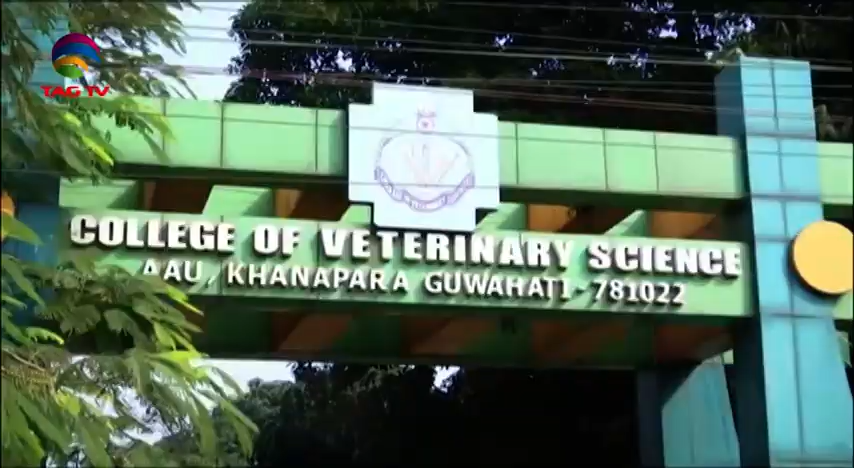 TAG TV
COLLEGE OF VETERINARY SCIENCE
AAU, KHANAPARA GUWAHATI - 781022